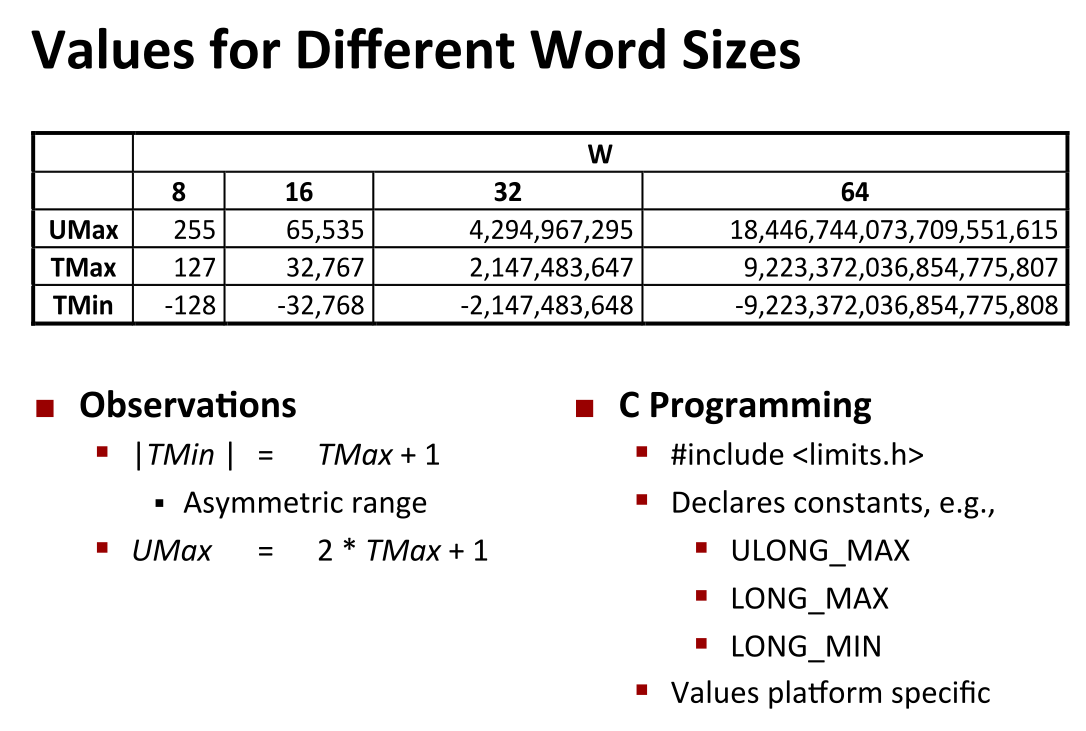 Values for Different Word Sizes
W
8 16 32 64
UMax 255 65,535 4,294,967,295 18,446,744,073,709,551,615
TMax 127 32,767 2,147,483,647 9,223,372,036,854,775,807
TMin -128 -32,768 -2,147,483,648 -9,223,372,036,854,775,808
■ Observations
▪ |TMin | = TMax + 1
▪ Asymmetric range
▪ UMax = 2 * TMax + 1
■ C Programming
▪ #include <limits.h>
▪ Declares constants, e.g.,
▪ ULONG_MAX
▪ LONG_MAX
▪ LONG_MIN
▪ Values platform specific